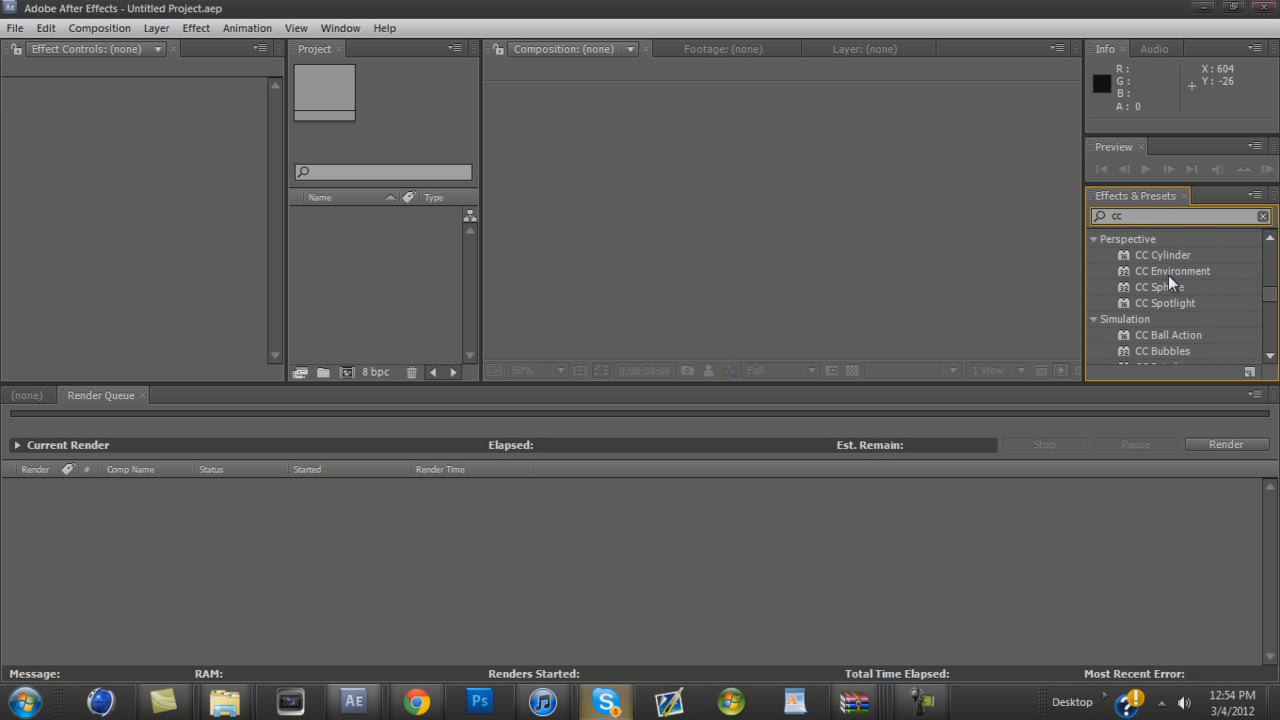 Adobe After Effects - Untitled Project.aep
File Edit Composition Layer Effect Animation View Window Help
Effect Controls: (none)
Project
Composition: (none)
Footage: (none)
Layer: (none)
Info
Audio
R :
G :
B :
A : 0
X : 604
Y : -26
Preview
Effects & Presets
cc
Perspective
CC Cylinder
CC Environment
CC Sphere
CC Spotlight
Simulation
CC Ball Action
CC Bubbles
Name Type
8 bpc
50%
0:00:00:00
Full
1 View
(none)
Render Queue
Current Render
Elapsed:
Est. Remain:
Stop
Pause
Render
Render # Comp Name Status Started Render Time
Message:
RAM:
Renders Started:
Total Time Elapsed:
Most Recent Error:
AE
Ps
Desktop
12:54 PM
3/4/2012